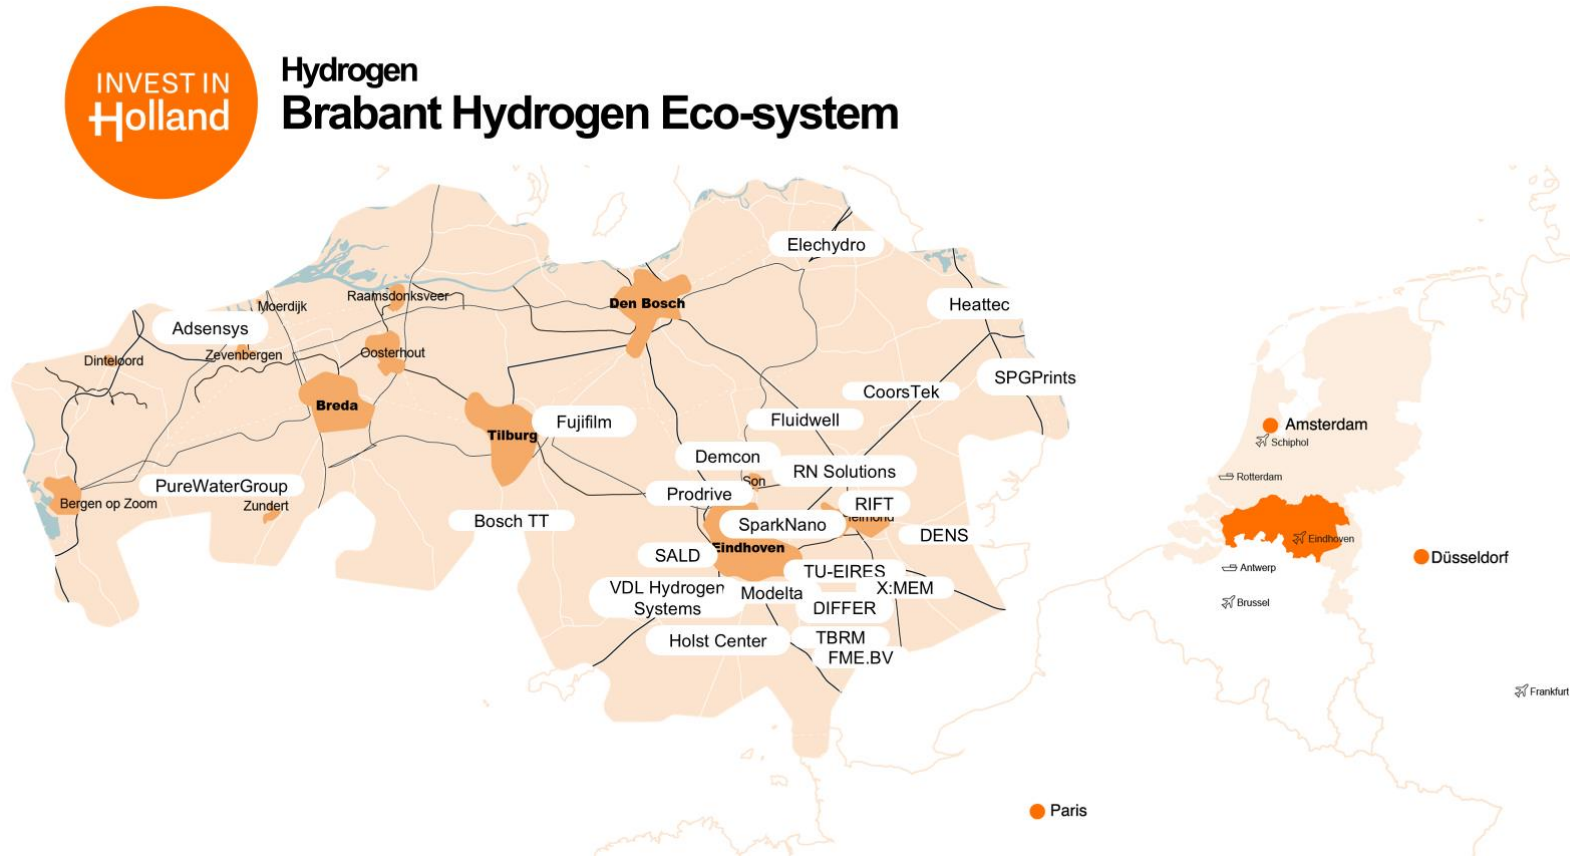 INVEST IN
Holland
Hydrogen
Brabant Hydrogen Eco-system
Elechydro
Heattec
Den Bosch
Raamsdonksveer
Moerdijk
Adsensys
Zevenbergen
Dinteloord
Oosterhout
SPGPrints
CoorsTek
Breda
Fluidwell
Fujifilm
Tilburg
Demcon
RN Solutions
Son
PureWaterGroup
Prodrive
Bergen op Zoom
Zundert
RIFT
Bosch TT
SparkNano
DENS
Eindhoven
SALD
TU-EIRES
VDL Hydrogen
Systems
Modelta
X:MEM
DIFFER
Holst Center
TBRM
FME.BV
Amsterdam
Schiphol
Rotterdam
Eindhoven
Düsseldorf
Antwerp
Brussel
Frankfurt
Paris